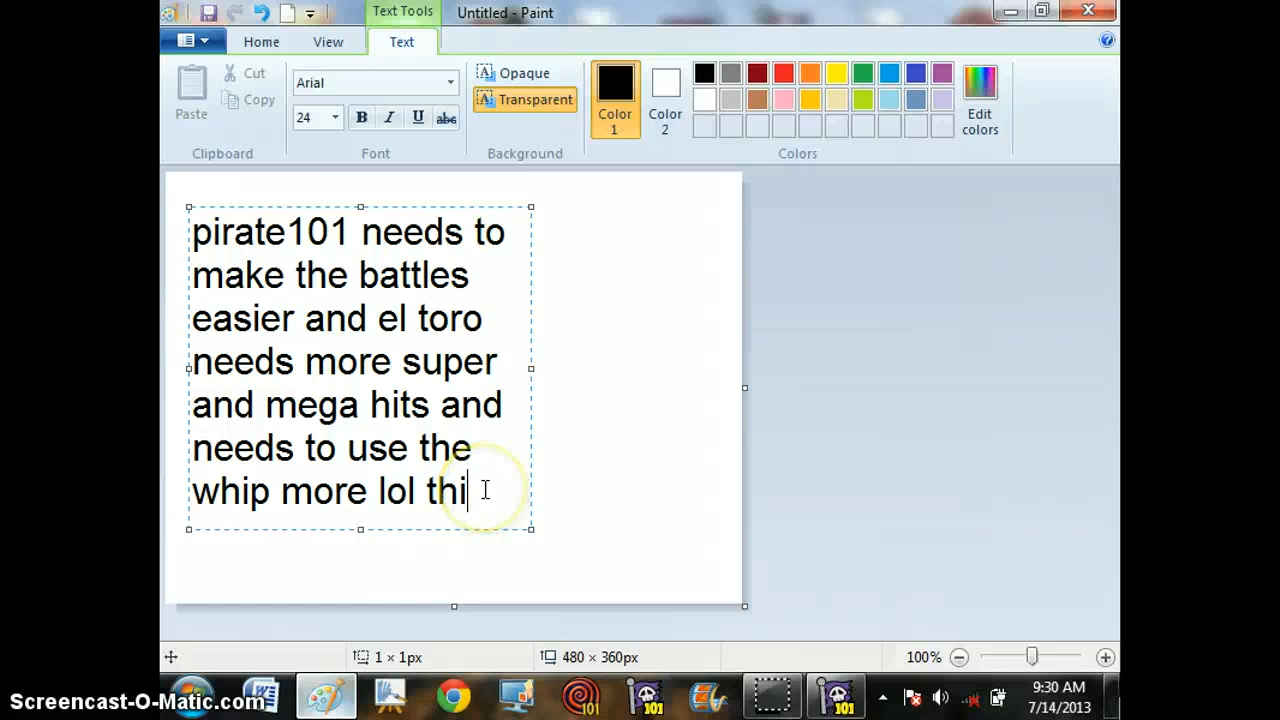 Text Tools
Untitled - Paint
Home
View
Text
Paste
Cut
Copy
Clipboard
Arial
24
B
I
U
abc
Font
Opaque
Transparent
Background
Color
1
Color
2
Edit
colors
Colors
pirate101 needs to
make the battles
easier and el toro
needs more super
and mega hits and
needs to use the
whip more lol thi
1 × 1px
480 × 360px
100%
101
101
101
9:30 AM
7/14/2013
Screencast-O-Matic.com